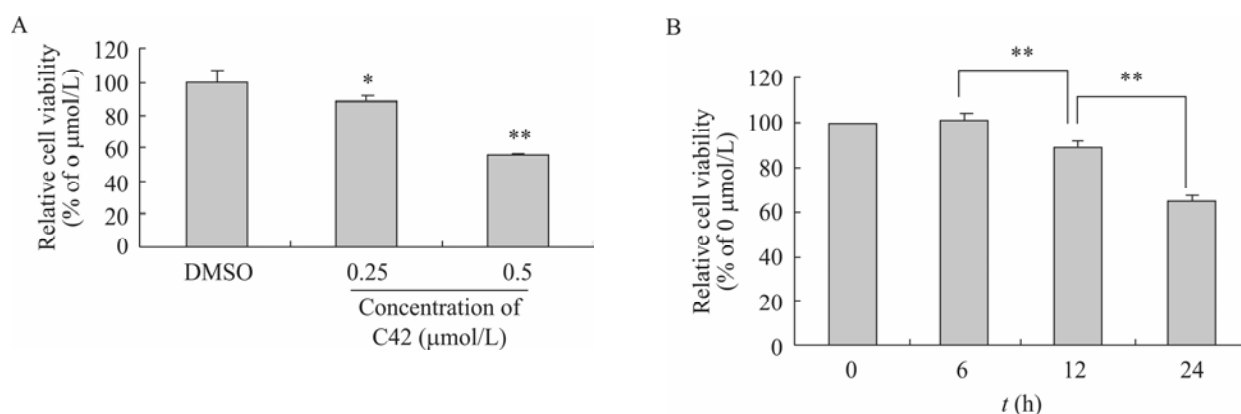 A
Relative cell viability
(% of o μmol/L)
120
100
80
60
40
20
0
*
**
DMSO
0.25
0.5
Concentration of
C42 (μmol/L)
B
Relative cell viability
(% of 0 μmol/L)
120
100
80
60
40
20
0
**
**
0
6
12
24
t (h)